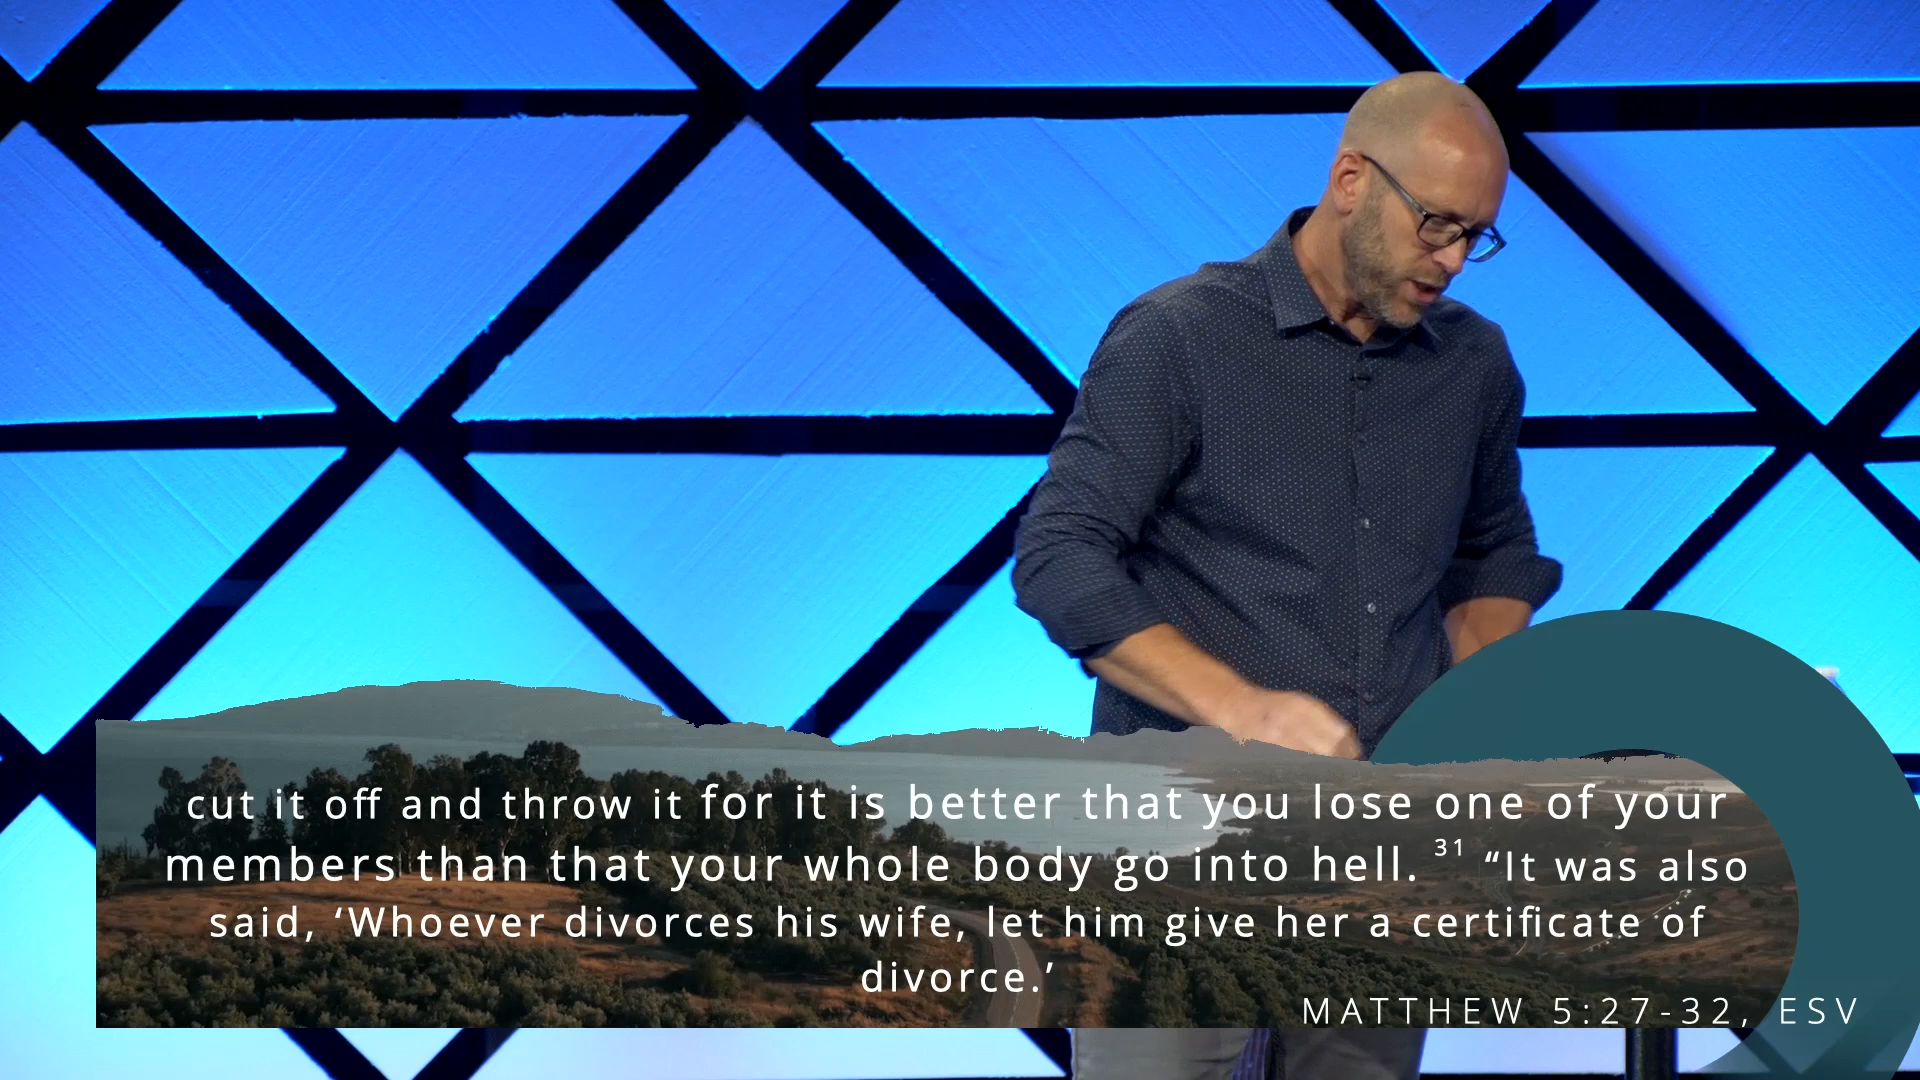 cut it off and throw it for it is better that you lose one of your
members than that your whole body go into hell. ³¹ “It was also
said, ‘Whoever divorces his wife, let him give her a certificate of
divorce.’
MATTHEW 5:27-32, ESV